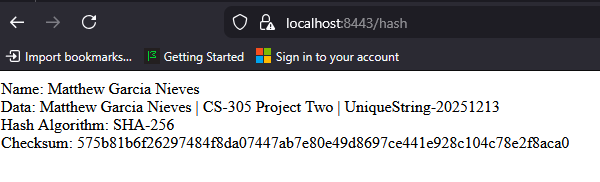 localhost:8443/hash
Import bookmarks... Getting Started Sign in to your account
Name: Matthew Garcia Nieves
Data: Matthew Garcia Nieves | CS-305 Project Two | UniqueString-20251213
Hash Algorithm: SHA-256
Checksum: 575b81b6f26297484f8da07447ab7e80e49d8697ce441e928c104c78e2f8aca0